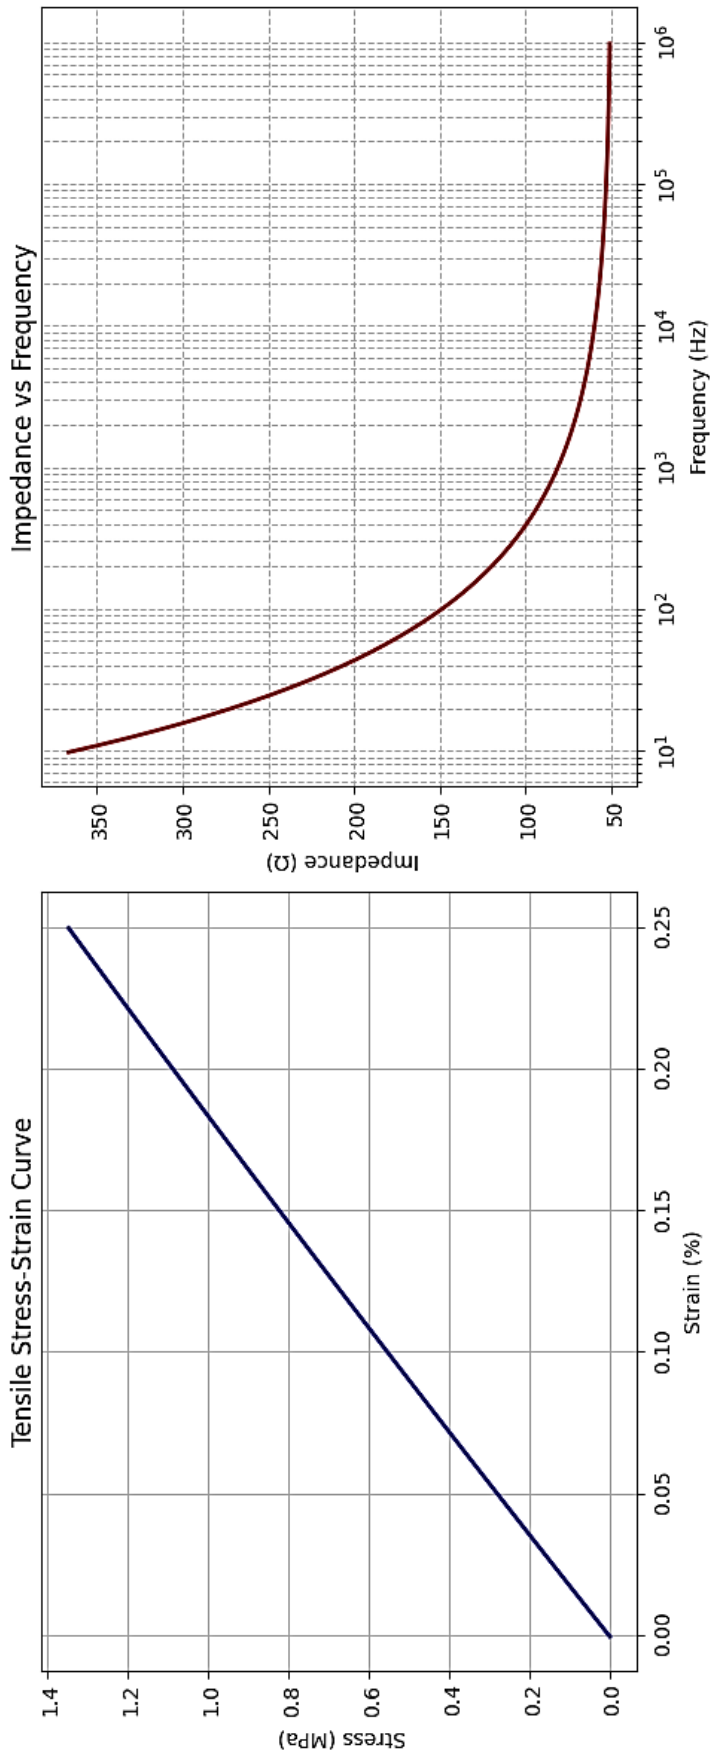 Tensile Stress-Strain Curve
Stress (MPa)
1.4
1.2
1.0
0.8
0.6
0.4
0.2
0.0
0.00 0.05 0.10 0.15 0.20 0.25
Strain (%)
Impedance vs Frequency
Impedance (Ω)
350
300
250
200
150
100
50
10¹ 10² 10³ 10⁴ 10⁵ 10⁶
Frequency (Hz)